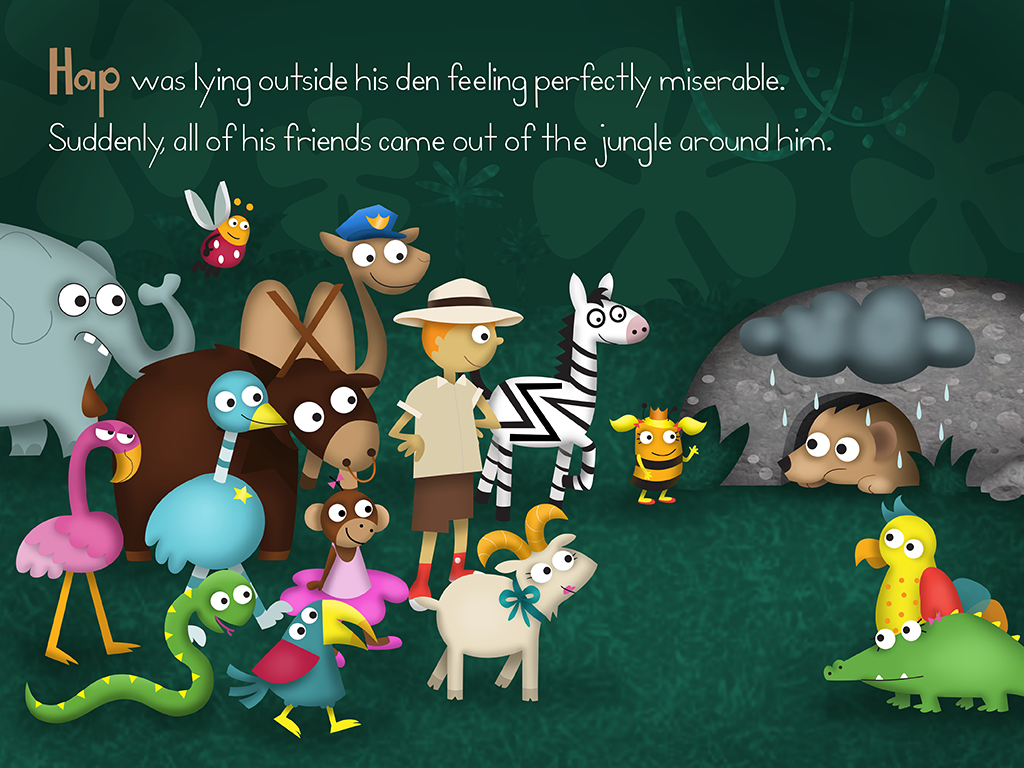 Hap was lying outside his den feeling perfectly miserable.
Suddenly, all of his friends came out of the jungle around him.